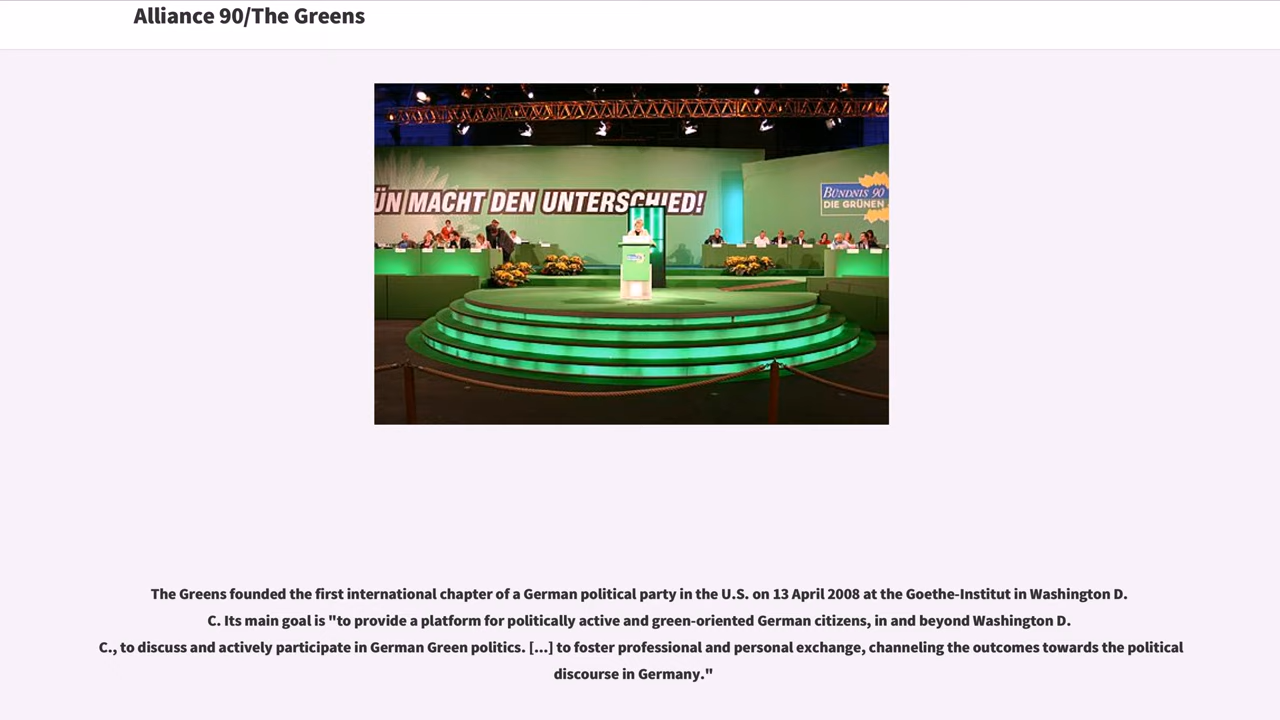 Alliance 90/The Greens
ÜN MACHT DEN UNTERSCHIED!
BÜNDNIS 90
DIE GRÜNEN
The Greens founded the first international chapter of a German political party in the U.S. on 13 April 2008 at the Goethe-Institut in Washington D.
C. Its main goal is "to provide a platform for politically active and green-oriented German citizens, in and beyond Washington D.
C., to discuss and actively participate in German Green politics. [...] to foster professional and personal exchange, channeling the outcomes towards the political
discourse in Germany."